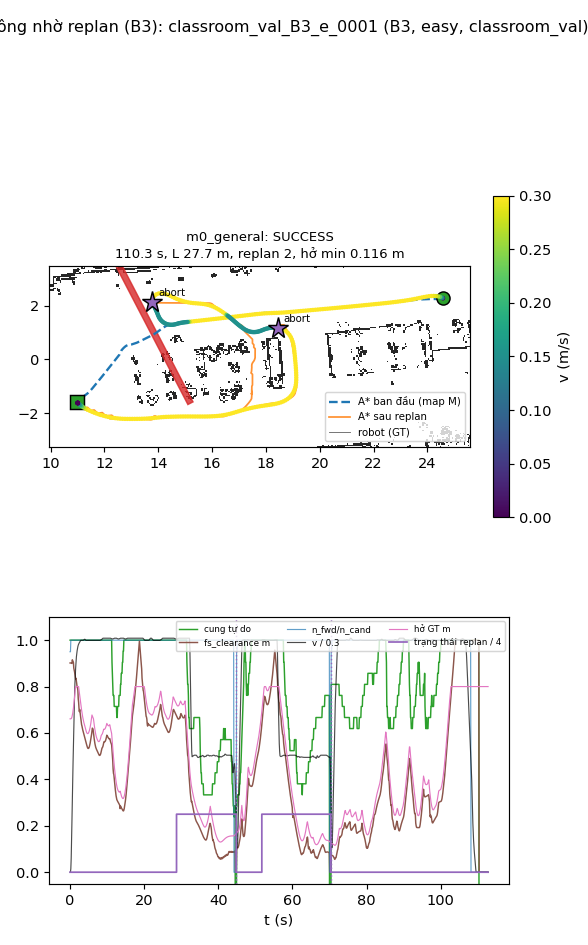 ông nhờ replan (B3): classroom_val_B3_e_0001 (B3, easy, classroom_val)
m0_general: SUCCESS
110.3 s, L 27.7 m, replan 2, hở min 0.116 m
abort
abort
A* ban đầu (map M)
A* sau replan
robot (GT)
2
0
−2
10 12 14 16 18 20 22 24
0.30
0.25
0.20
0.15
0.10
0.05
0.00
v (m/s)
cung tự do
fs_clearance m
n_fwd/n_cand
v / 0.3
hở GT m
trạng thái replan / 4
1.0
0.8
0.6
0.4
0.2
0.0
0 20 40 60 80 100
t (s)